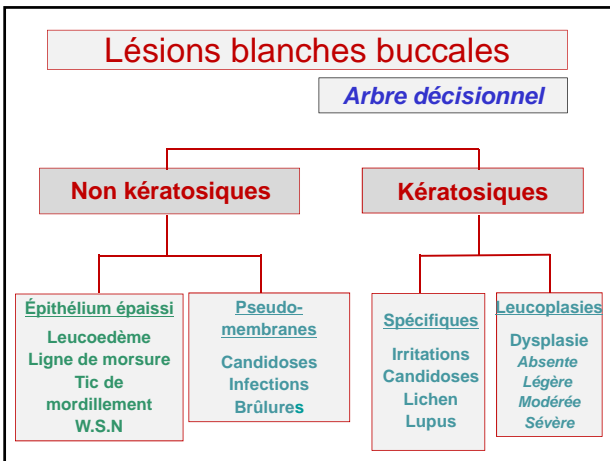 Lésions blanches buccales
Arbre décisionnel
Non kératosiques
Kératosiques
Épithélium épaissi
Leucoedème
Ligne de morsure
Tic de
mordillement
W.S.N
Pseudo-
membranes
Candidoses
Infections
Brûlures
Spécifiques
Irritations
Candidoses
Lichen
Lupus
Leucoplasies
Dysplasie
Absente
Légère
Modérée
Sévère